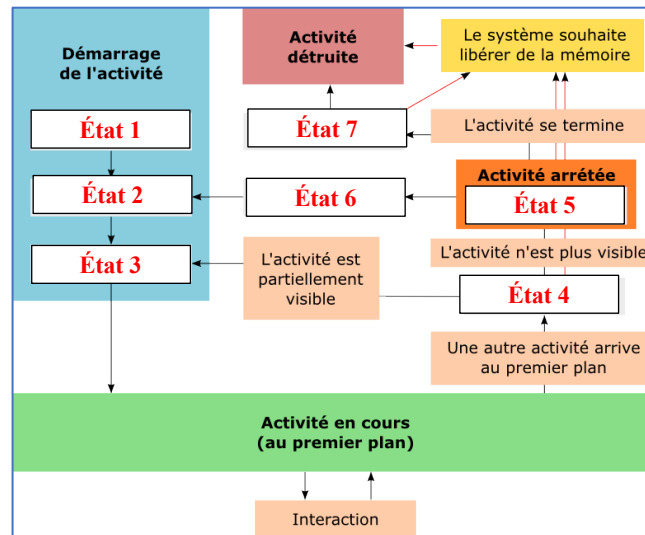 Démarrage
de l'activité
Activité
détruite
Le système souhaite
libérer de la mémoire
État 1
État 7
L'activité se termine
Activité arrétée
État 2
État 6
État 5
État 3
L'activité est
partiellement
visible
L'activité n'est plus visible
État 4
Une autre activité arrive
au premier plan
Activité en cours
(au premier plan)
Interaction